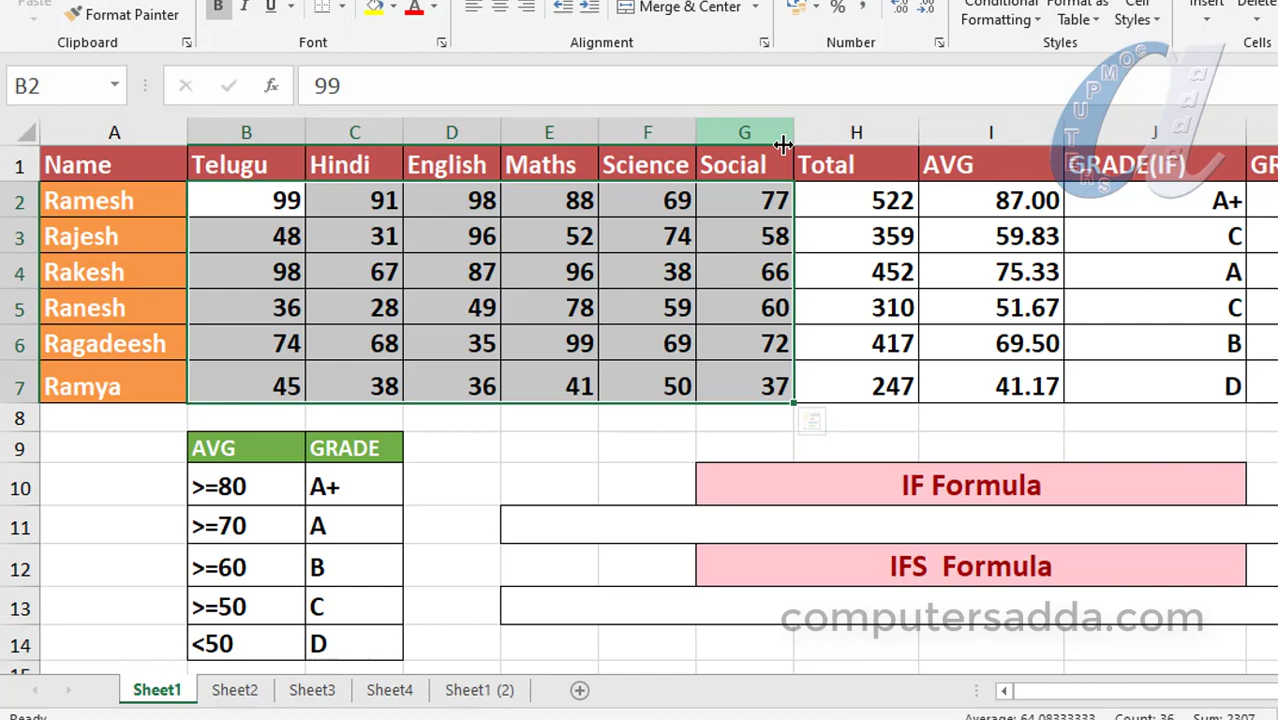 Paste Format Painter B I U Merge & Center % , Conditional Format as Cell Insert Delete
Formatting Table Styles
Clipboard Font Alignment Number Styles Cells
B2 fx 99
A B C D E F G H I J
1 Name Telugu Hindi English Maths Science Social Total AVG GRADE(IF) GR
2 Ramesh 99 91 98 88 69 77 522 87.00 A+
3 Rajesh 48 31 96 52 74 58 359 59.83 C
4 Rakesh 98 67 87 96 38 66 452 75.33 A
5 Ranesh 36 28 49 78 59 60 310 51.67 C
6 Ragadeesh 74 68 35 99 69 72 417 69.50 B
7 Ramya 45 38 36 41 50 37 247 41.17 D
8
9 AVG GRADE
10 >=80 A+ IF Formula
11 >=70 A
12 >=60 B IFS Formula
13 >=50 C
computersadda.com
14 <50 D
15
Sheet1 Sheet2 Sheet3 Sheet4 Sheet1 (2)
Ready Average: 64.08333333 Count: 36 Sum: 2307
COMPUTERS
adda